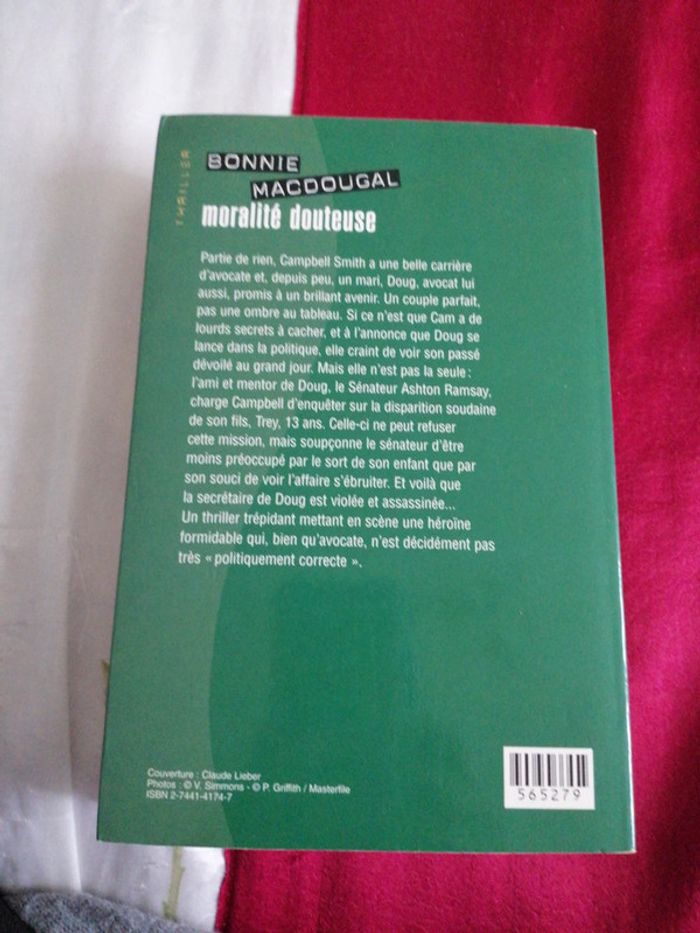 THRILLER
BONNIE
MACDOUGAL
moralité douteuse
Partie de rien, Campbell Smith a une belle carrière
d'avocate et, depuis peu, un mari, Doug, avocat lui
aussi, promis à un brillant avenir. Un couple parfait,
pas une ombre au tableau. Si ce n'est que Cam a de
lourds secrets à cacher, et à l'annonce que Doug se
lance dans la politique, elle craint de voir son passé
dévoilé au grand jour. Mais elle n'est pas la seule :
l'ami et mentor de Doug, le Sénateur Ashton Ramsay,
charge Campbell d'enquêter sur la disparition soudaine
de son fils, Trey, 13 ans. Celle-ci ne peut refuser
cette mission, mais soupçonne le sénateur d'être
moins préoccupé par le sort de son enfant que par
son souci de voir l'affaire s'ébruiter. Et voilà que
la secrétaire de Doug est violée et assassinée...
Un thriller trépidant mettant en scène une héroïne
formidable qui, bien qu'avocate, n'est décidément pas
très « politiquement correcte ».
Couverture : Claude Lieber
Photos : © V. Simmons - © P. Griffith / Masterfile
ISBN 2-7441-4174-7
565279